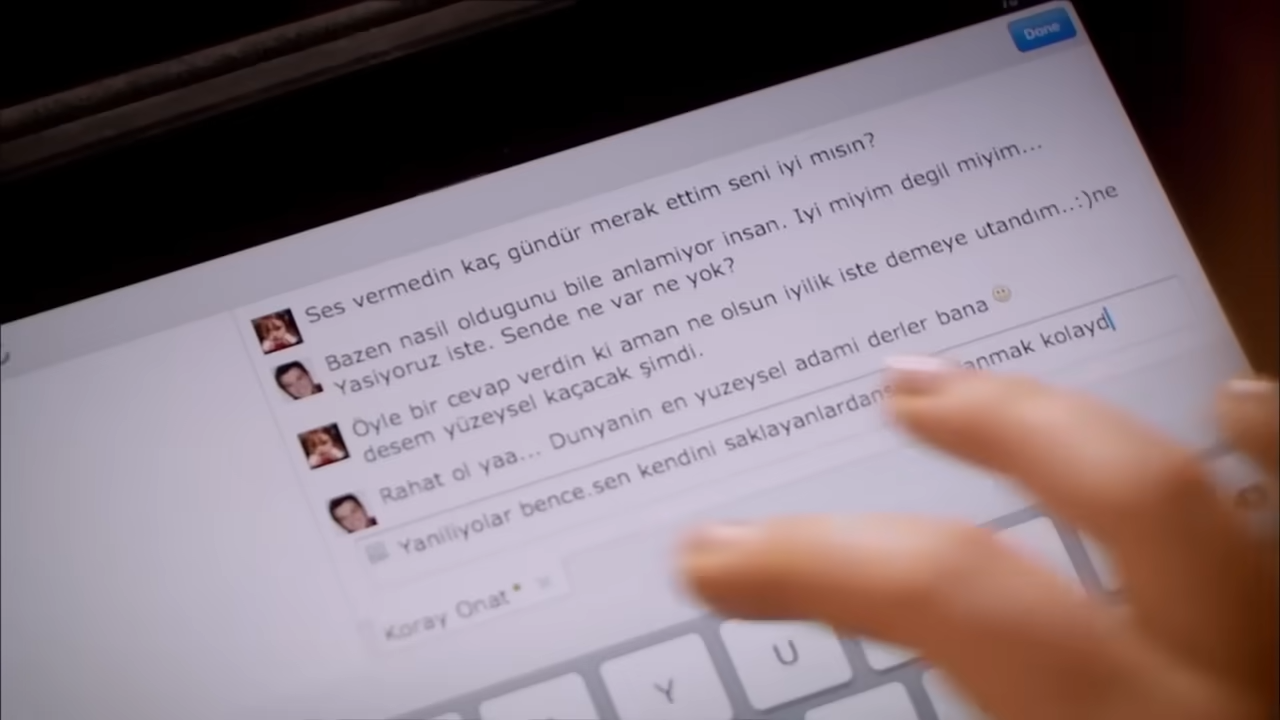 Done
Ses vermedin kaç gündür merak ettim seni iyi mısın?
Bazen nasil oldugunu bile anlamiyor insan. Iyi miyim degil miyim...
Yasiyoruz iste. Sende ne var ne yok?
Öyle bir cevap verdin ki aman ne olsun iyilik iste demeye utandım..:)ne
desem yüzeysel kaçacak şimdi.
Rahat ol yaa... Dunyanin en yuzeysel adami derler bana
Yaniliyolar bence.sen kendini saklayanlardans anmak kolayd
Koray Onat
Y U